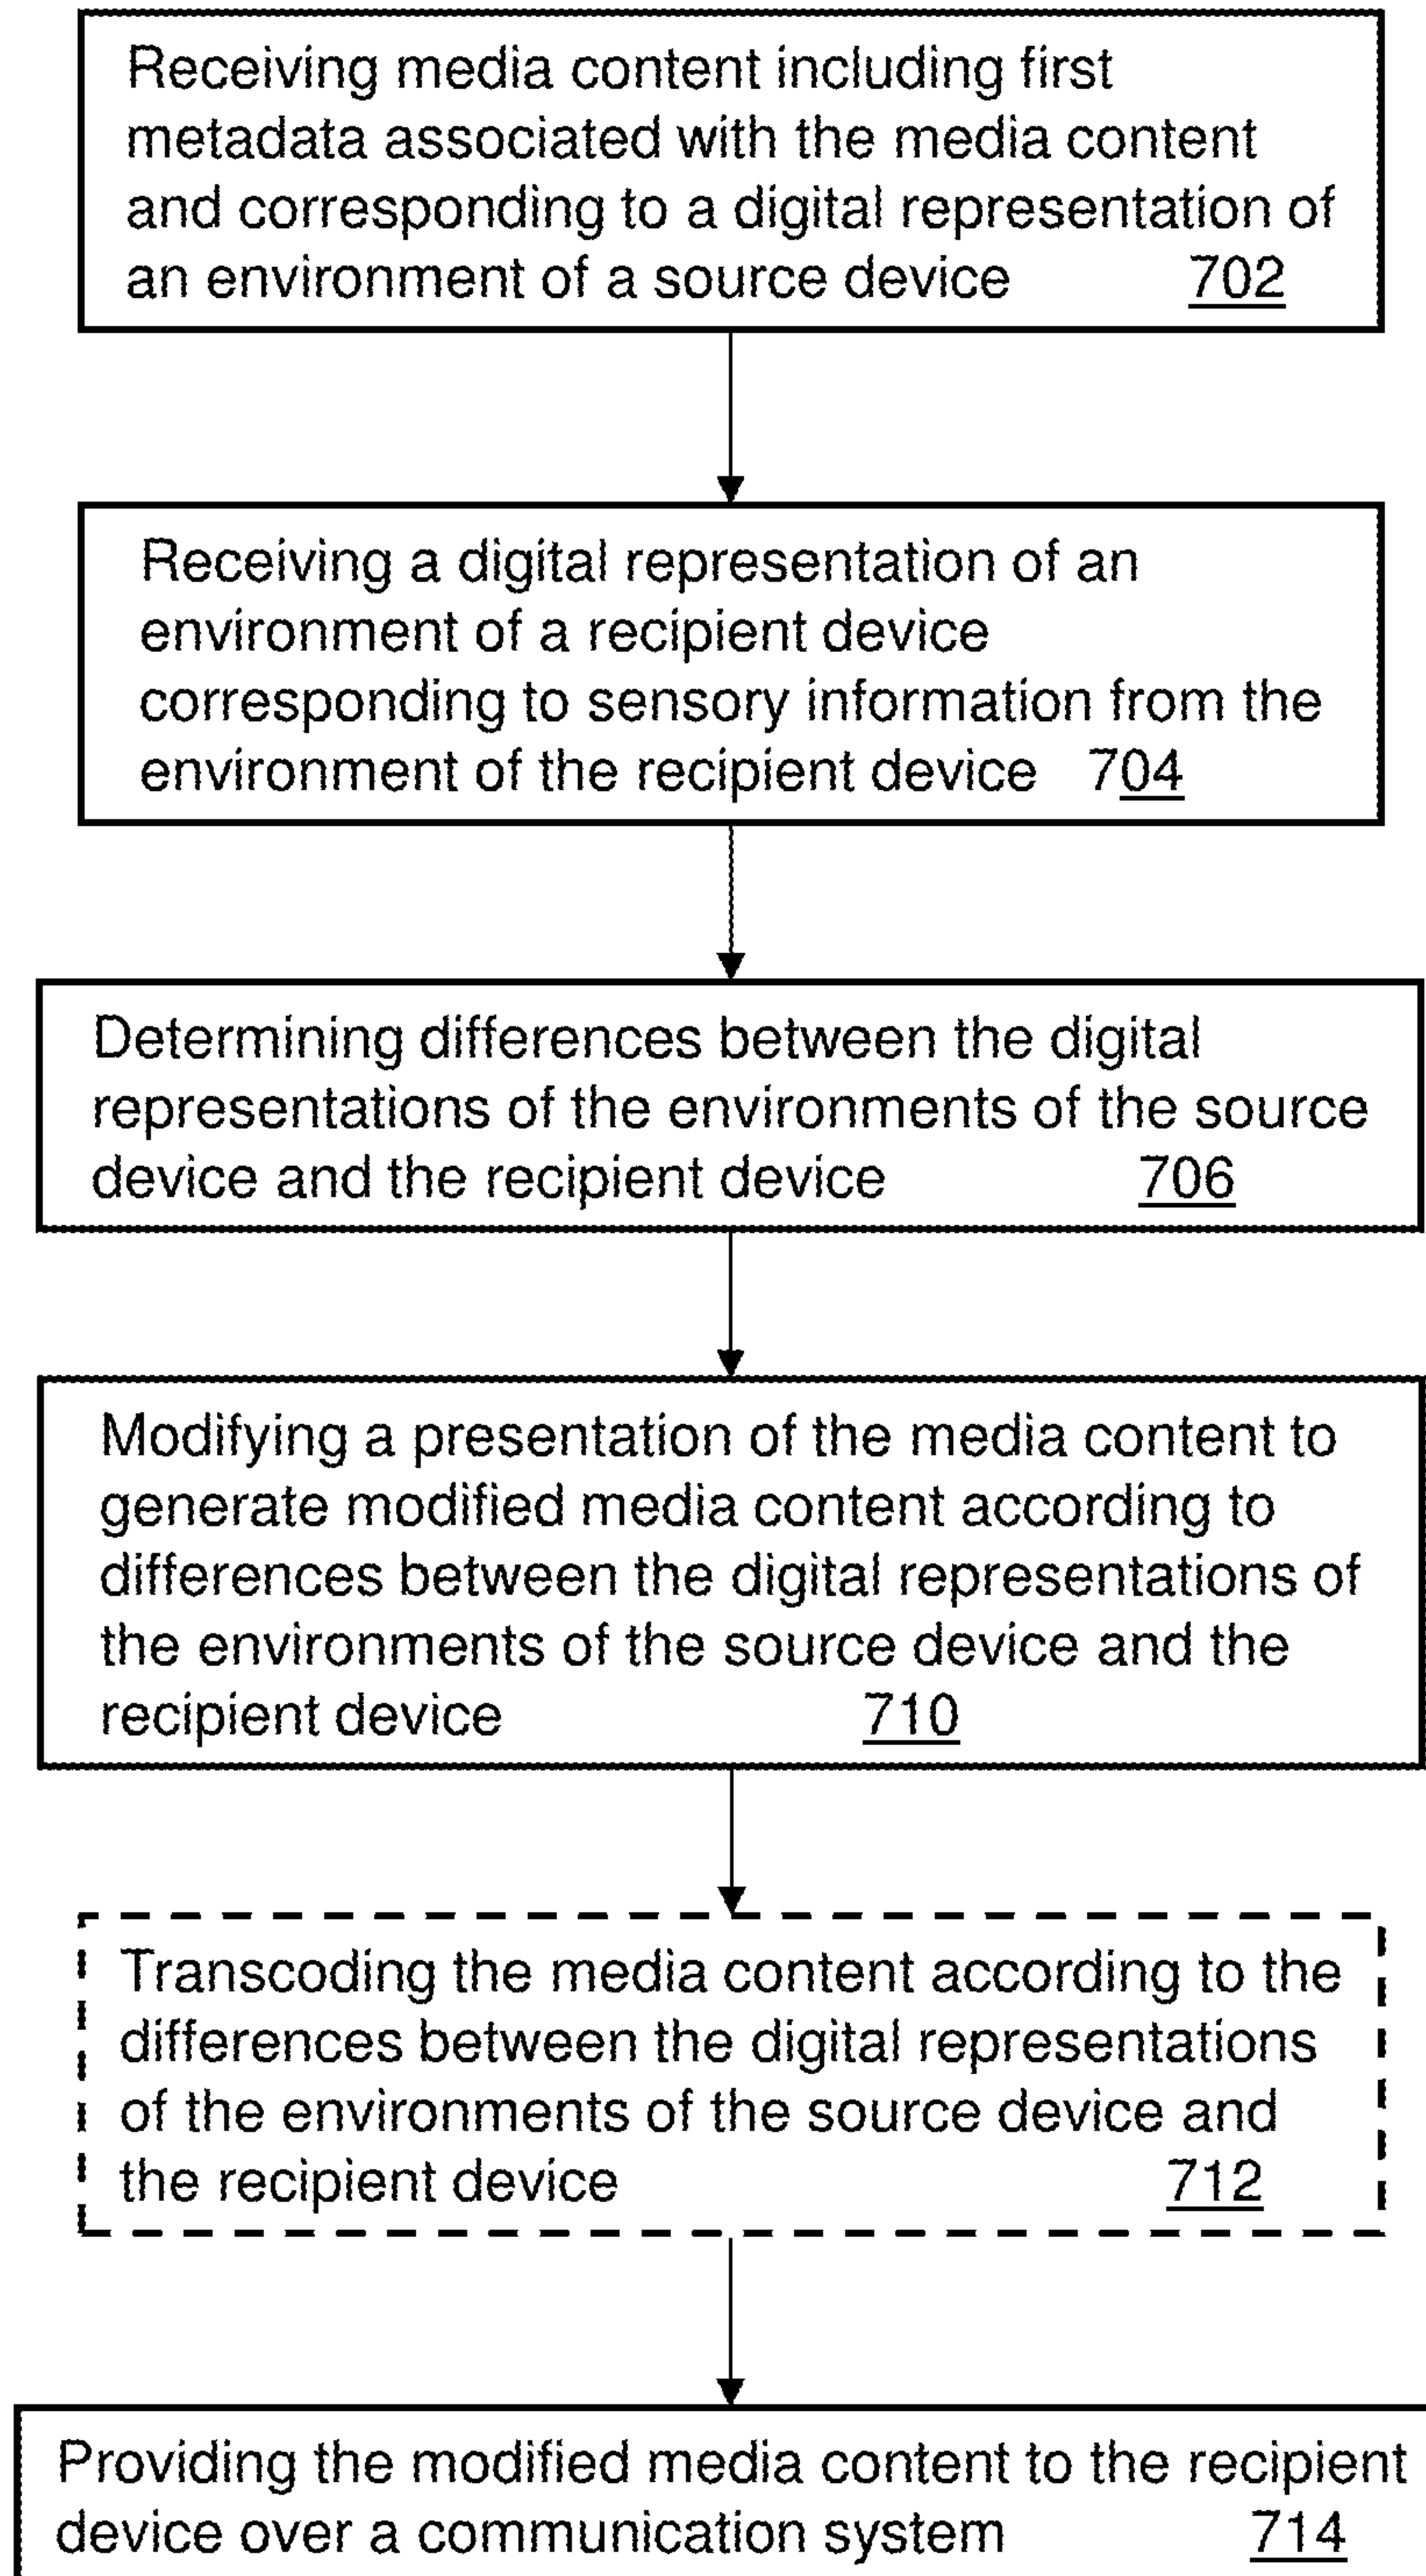 Receiving media content including first
metadata associated with the media content
and corresponding to a digital representation of
an environment of a source device 702
Receiving a digital representation of an
environment of a recipient device
corresponding to sensory information from the
environment of the recipient device 704
Determining differences between the digital
representations of the environments of the source
device and the recipient device 706
Modifying a presentation of the media content to
generate modified media content according to
differences between the digital representations of
the environments of the source device and the
recipient device 710
Transcoding the media content according to the
differences between the digital representations
of the environments of the source device and
the recipient device 712
Providing the modified media content to the recipient
device over a communication system 714